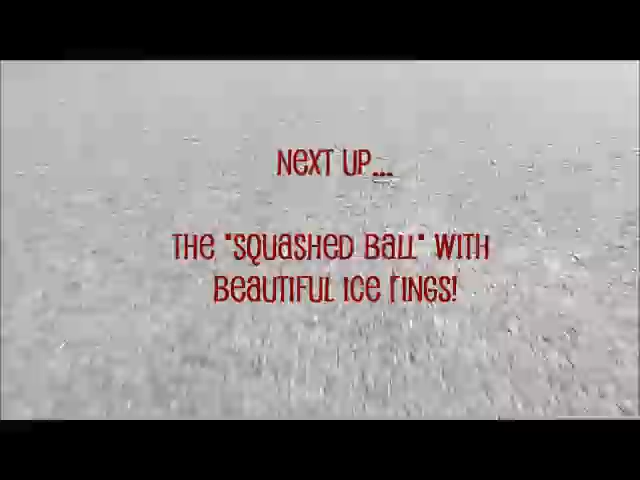 Next up...
The "Squashed Ball" with
Beautiful Ice Rings!